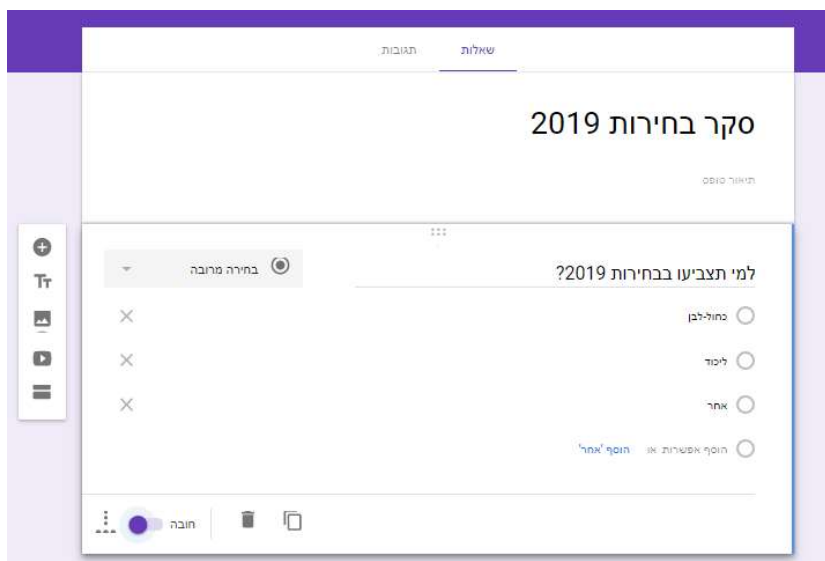 שאלות תגובות
סקר בחירות 2019
תיאור טופס
למי תצביעו בבחירות 2019?
בחירה מרובה
כחול-לבן
ליכוד
אחר
הוסף אפשרות או הוסף 'אחר'
חובה